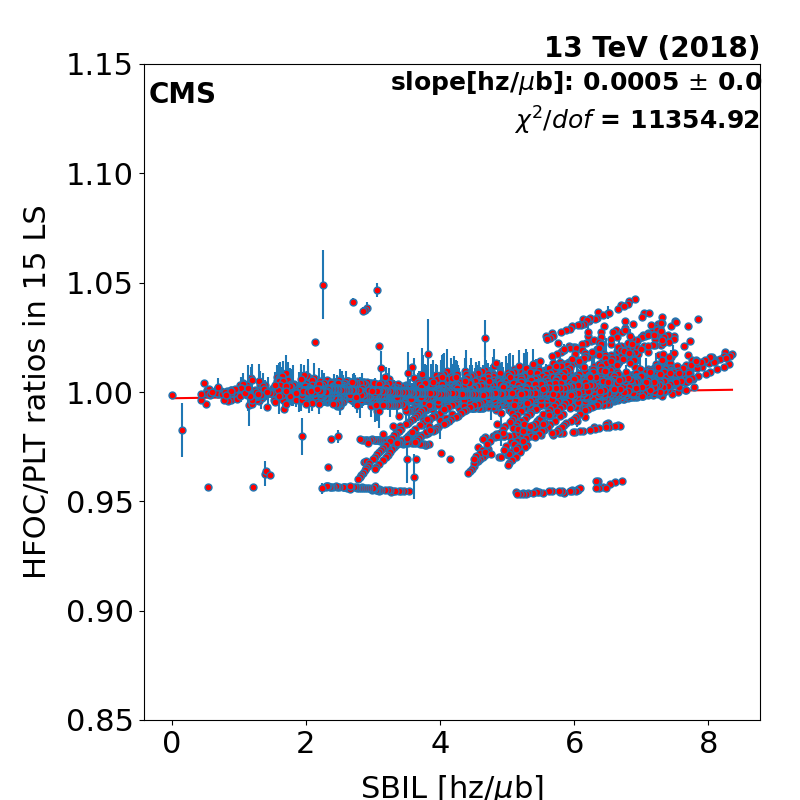 13 TeV (2018)
CMS
slope[hz/μb]: 0.0005 ± 0.0
χ²/dof = 11354.92
HFOC/PLT ratios in 15 LS
1.15
1.10
1.05
1.00
0.95
0.90
0.85
0 2 4 6 8
SBIL [hz/μb]